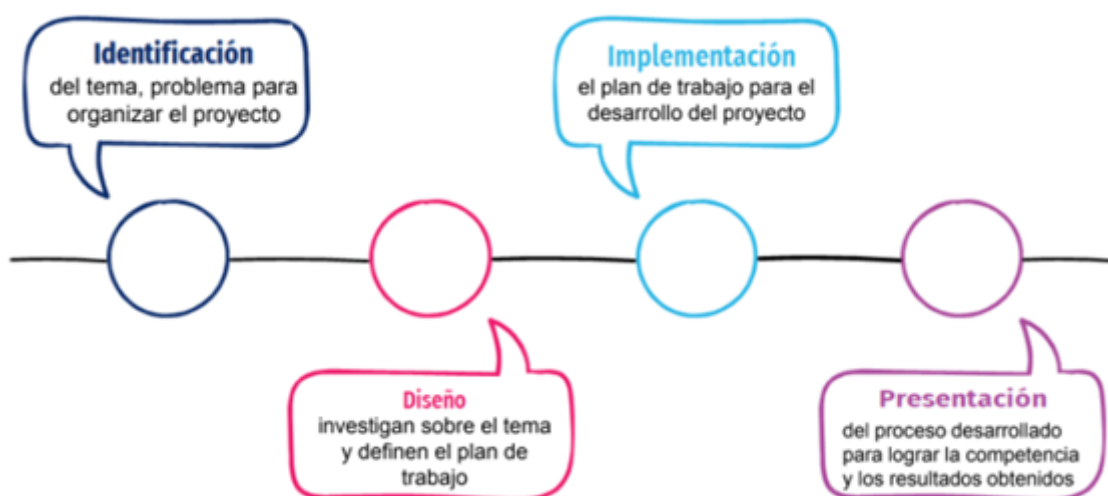 Identificación
del tema, problema para
organizar el proyecto
Diseño
investigan sobre el tema
y definen el plan de
trabajo
Implementación
el plan de trabajo para el
desarrollo del proyecto
Presentación
del proceso desarrollado
para lograr la competencia
y los resultados obtenidos